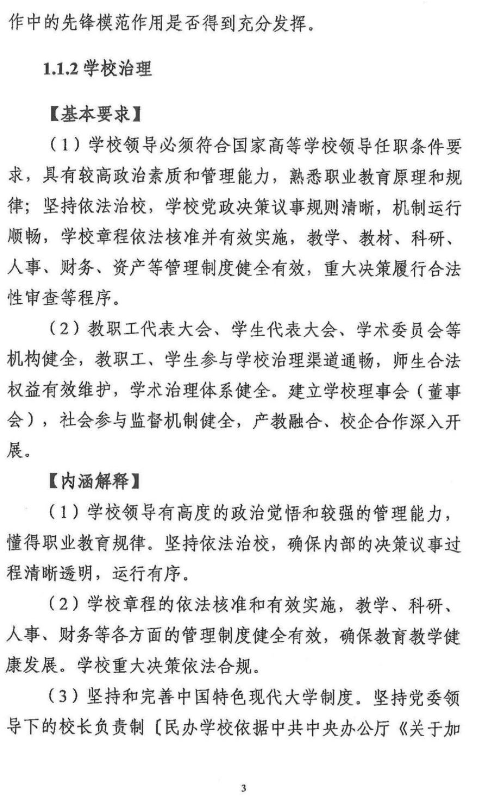 作中的先锋模范作用是否得到充分发挥。
1.1.2 学校治理
【基本要求】
（1）学校领导必须符合国家高等学校领导任职条件要
求，具有较高政治素质和管理能力，熟悉职业教育原理和规
律；坚持依法治校，学校党政决策议事规则清晰，机制运行
顺畅，学校章程依法核准并有效实施，教学、教材、科研、
人事、财务、资产等管理制度健全有效，重大决策履行合法
性审查等程序。
（2）教职工代表大会、学生代表大会、学术委员会等
机构健全，教职工、学生参与学校治理渠道通畅，师生合法
权益有效维护，学术治理体系健全。建立学校理事会（董事
会），社会参与监督机制健全，产教融合、校企合作深入开
展。
【内涵解释】
（1）学校领导有高度的政治觉悟和较强的管理能力，
懂得职业教育规律。坚持依法治校，确保内部的决策议事过
程清晰透明，运行有序。
（2）学校章程的依法核准和有效实施，教学、科研、
人事、财务等各方面的管理制度健全有效，确保教育教学健
康发展。学校重大决策依法合规。
（3）坚持和完善中国特色现代大学制度。坚持党委领
导下的校长负责制〔民办学校依据中共中央办公厅《关于加
3